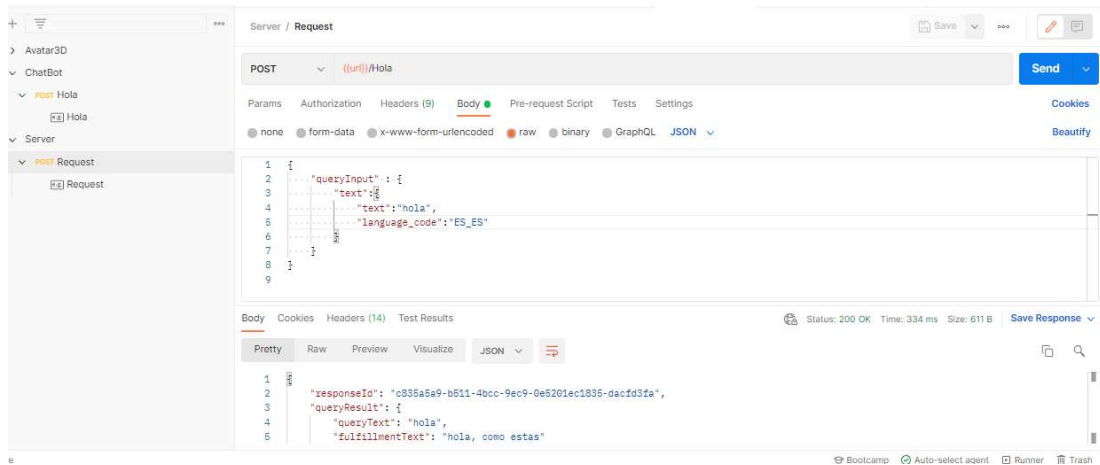 Server / Request
Save
Avatar3D
ChatBot
POST {{url}}/Hola Send
POST Hola
Params Authorization Headers (9) Body Pre-request Script Tests Settings Cookies
e.g. Hola
none form-data x-www-form-urlencoded raw binary GraphQL JSON Beautify
Server
POST Request
e.g. Request
1 {
2 "queryInput" : {
3 "text":{
4 "text":"hola",
5 "language_code":"ES_ES"
6 }
7 }
8 }
9
Body Cookies Headers (14) Test Results Status: 200 OK Time: 334 ms Size: 611 B Save Response
Pretty Raw Preview Visualize JSON
1 {
2 "responseId": "c835a5a9-b511-4bcc-9ec9-0e5201ec1835-dacfd3fa",
3 "queryResult": {
4 "queryText": "hola",
5 "fulfillmentText": "hola, como estas"
e Bootcamp Auto-select agent Runner Trash